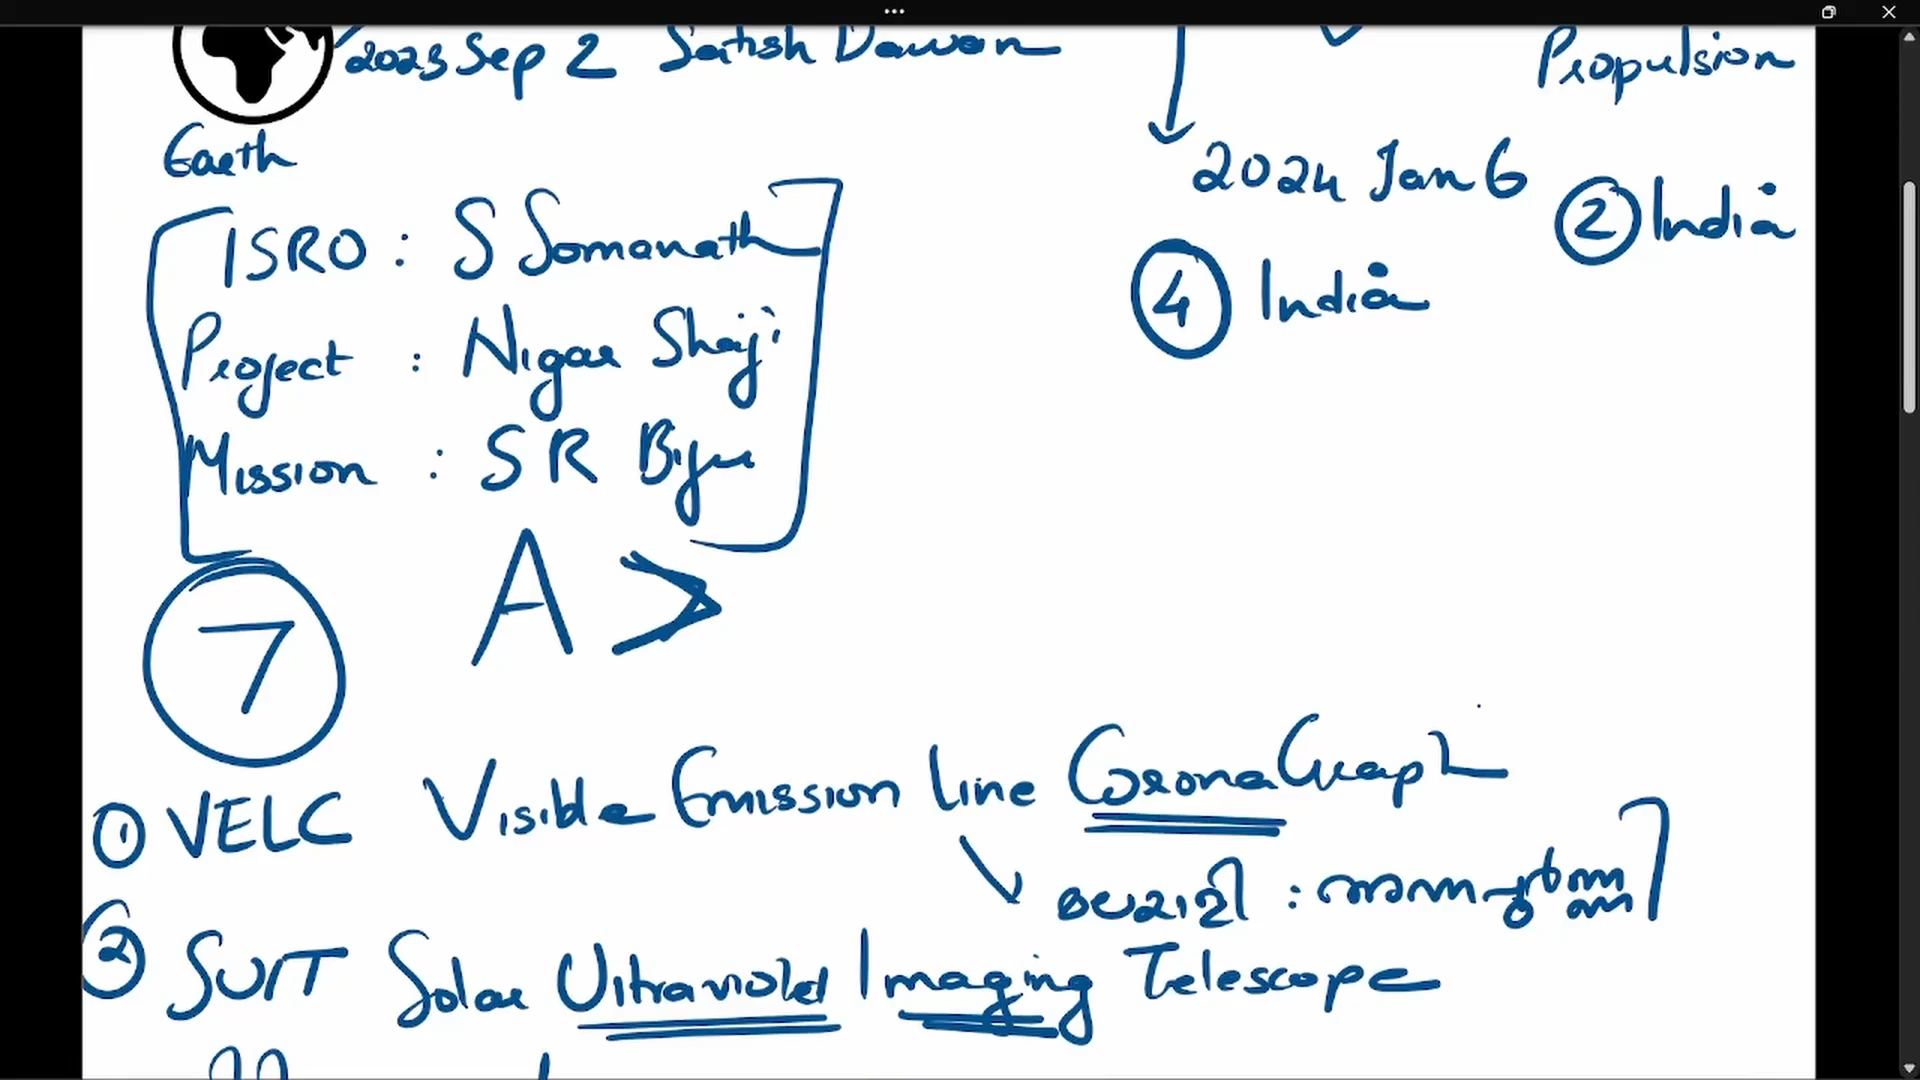 2023 Sep 2 Satish Dawan
Propulsion
Earth
2024 Jan 6
② India
ISRO : S Somanath
④ India
Project : Nigar Shaji
Mission : SR Biju
7
A >
① VELC Visible Emission Line CoronaGraph
② SUIT Solar Ultraviolet Imaging Telescope